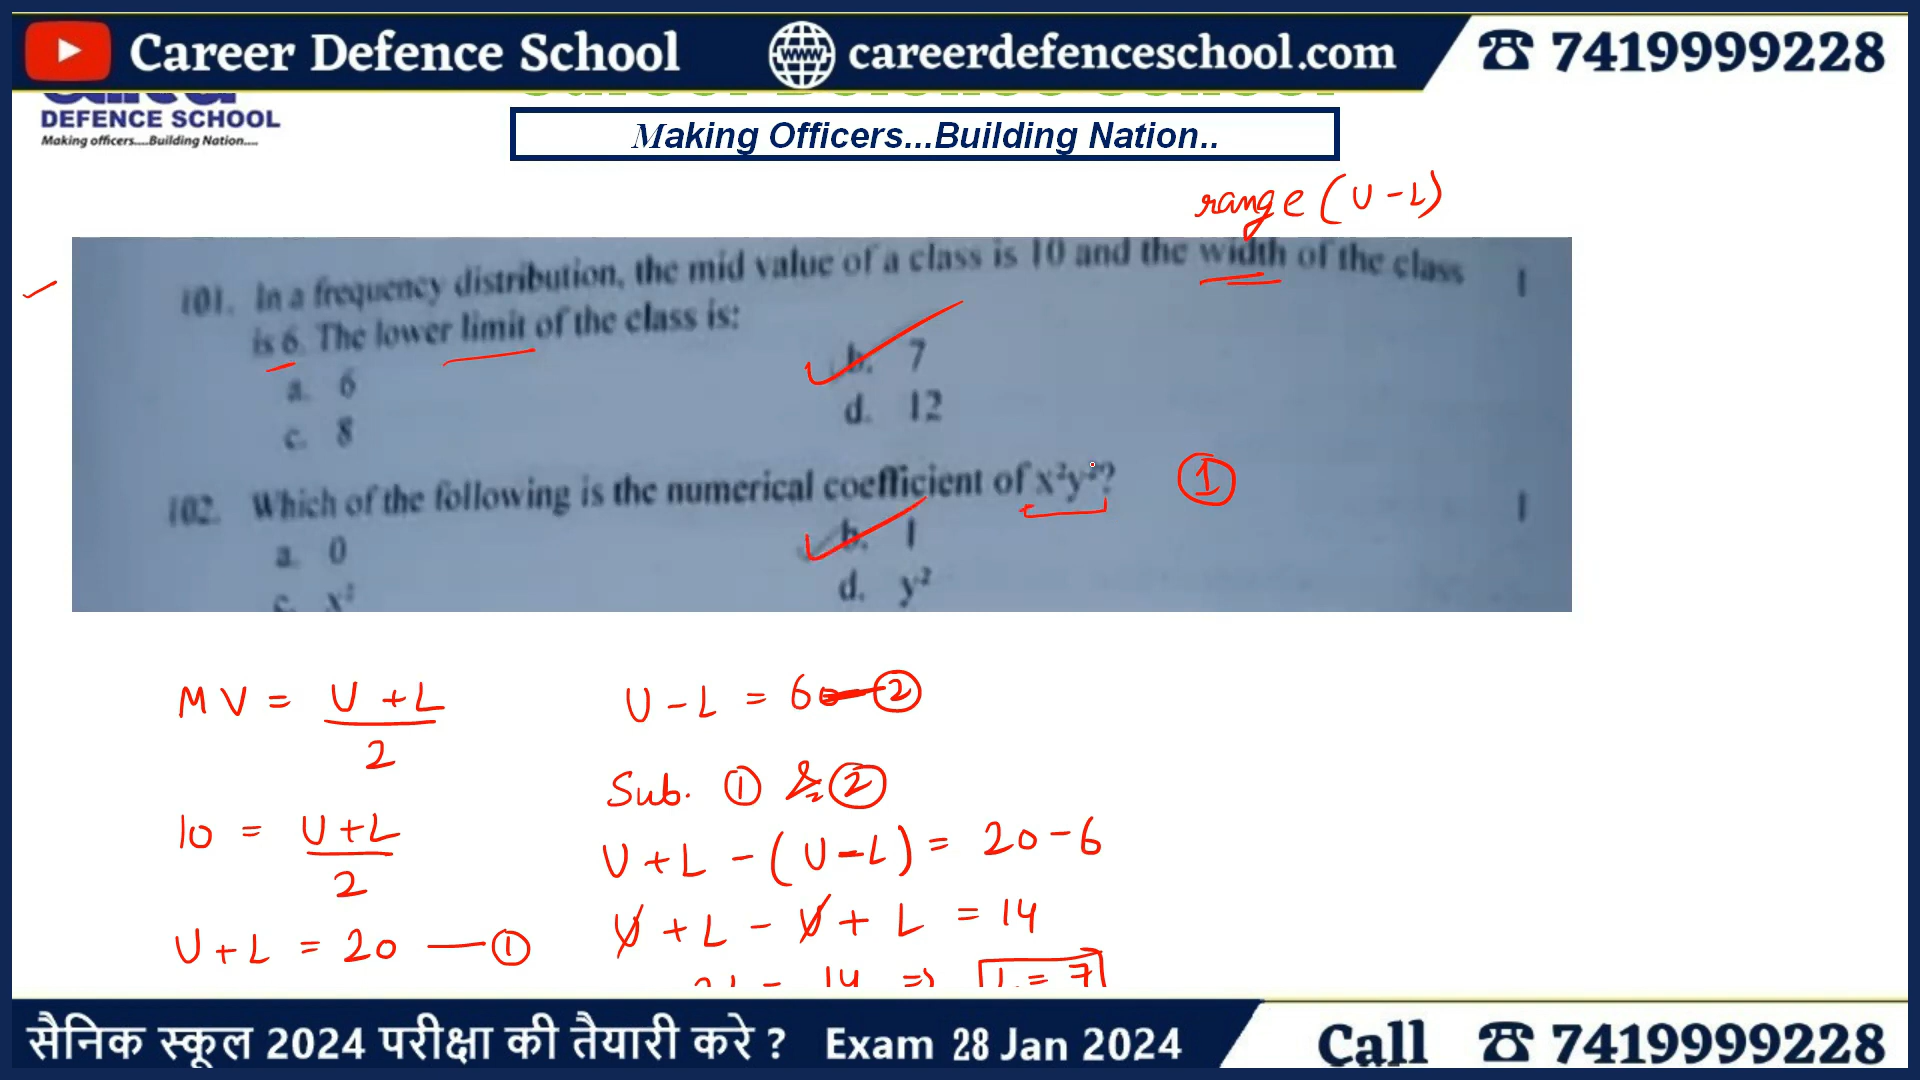 Career Defence School careerdefenceschool.com 7419999228
DEFENCE SCHOOL
Making officers....Building Nation....
Making Officers...Building Nation..
range (U-L)
101. In a frequency distribution, the mid value of a class is 10 and the width of the class 1
is 6. The lower limit of the class is:
a. 6 b. 7
c. 8 d. 12
102. Which of the following is the numerical coefficient of x²y²? ① 1
a. 0 b. 1
c. x² d. y²
MV = U+L/2
10 = U+L/2
U+L = 20 — ①
U-L = 6 — ②
Sub. ① & ②
U+L-(U-L) = 20-6
U+L-U+L = 14
2L = 14 ⇒ L = 7
सैनिक स्कूल 2024 परीक्षा की तैयारी करे ? Exam 28 Jan 2024 Call 7419999228